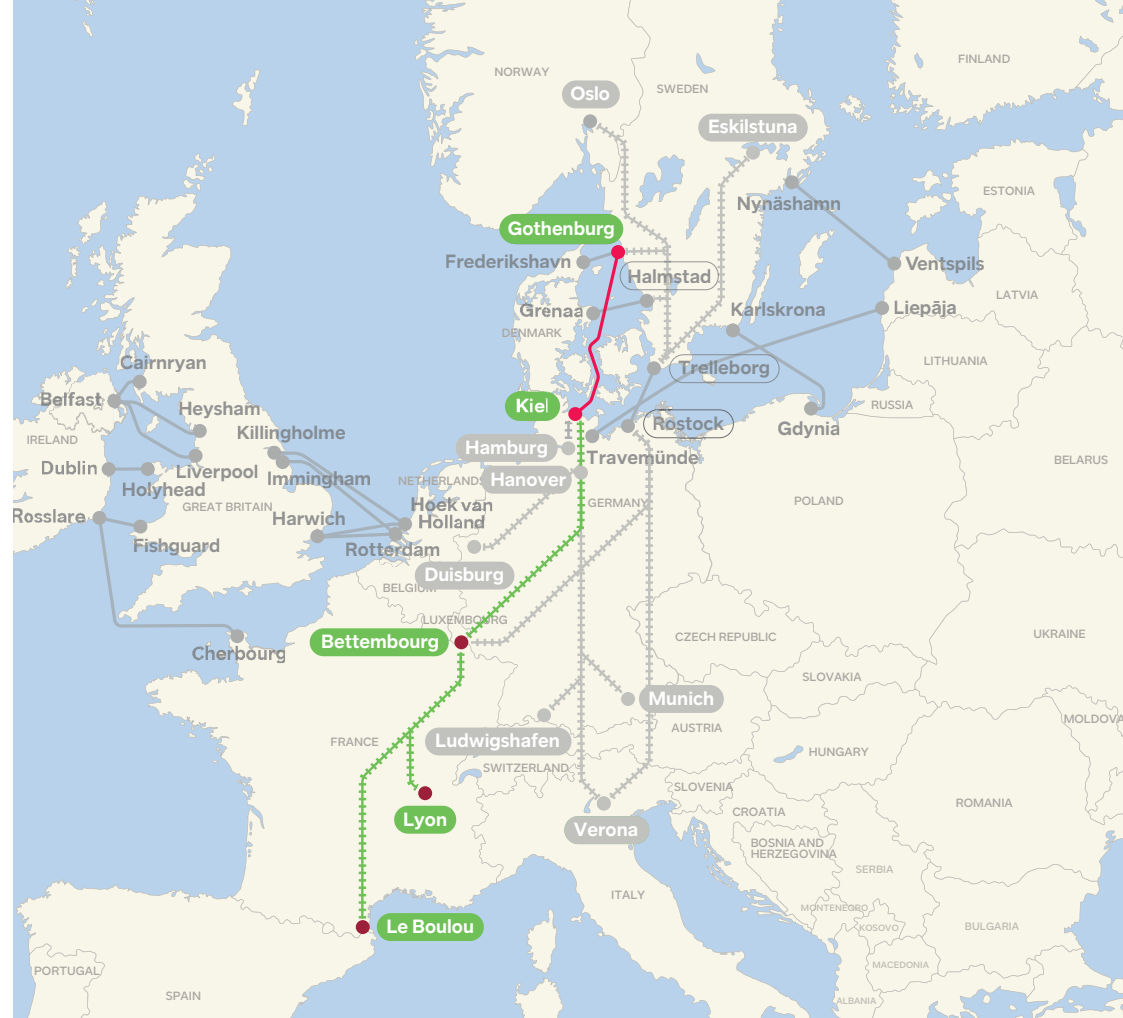 FINLAND
NORWAY
SWEDEN
Oslo
Eskilstuna
ESTONIA
Nynäshamn
Gothenburg
Frederikshavn
Ventspils
Halmstad
LATVIA
Grenaa
Karlskrona
Liepāja
DENMARK
Cairnryan
LITHUANIA
Trelleborg
Belfast
Kiel
RUSSIA
Heysham
Rostock
Gdynia
Killingholme
IRELAND
Hamburg
Travemünde
BELARUS
Dublin
Liverpool
Immingham
NETHERLANDS
Hanover
Holyhead
GREAT BRITAIN
Hoek van
Holland
GERMANY
POLAND
Rosslare
Harwich
Fishguard
Rotterdam
Duisburg
BELGIUM
LUXEMBOURG
Bettembourg
CZECH REPUBLIC
UKRAINE
Cherbourg
SLOVAKIA
Munich
MOLDOVA
AUSTRIA
FRANCE
Ludwigshafen
HUNGARY
SWITZERLAND
SLOVENIA
ROMANIA
CROATIA
Lyon
Verona
BOSNIA AND
HERZEGOVINA
SERBIA
ITALY
MONTENEGRO
Le Boulou
KOSOVO
BULGARIA
MACEDONIA
PORTUGAL
SPAIN
ALBANIA